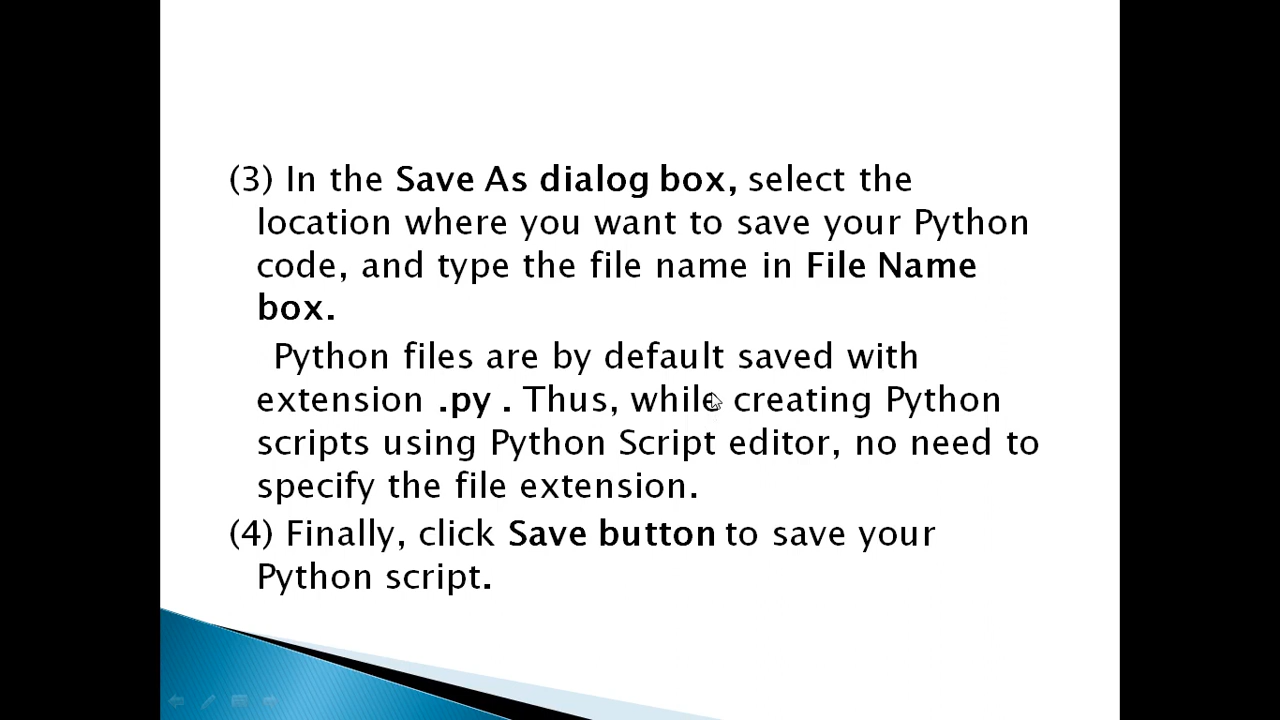 (3) In the Save As dialog box, select the
location where you want to save your Python
code, and type the file name in File Name
box.
Python files are by default saved with
extension .py . Thus, while creating Python
scripts using Python Script editor, no need to
specify the file extension.
(4) Finally, click Save button to save your
Python script.